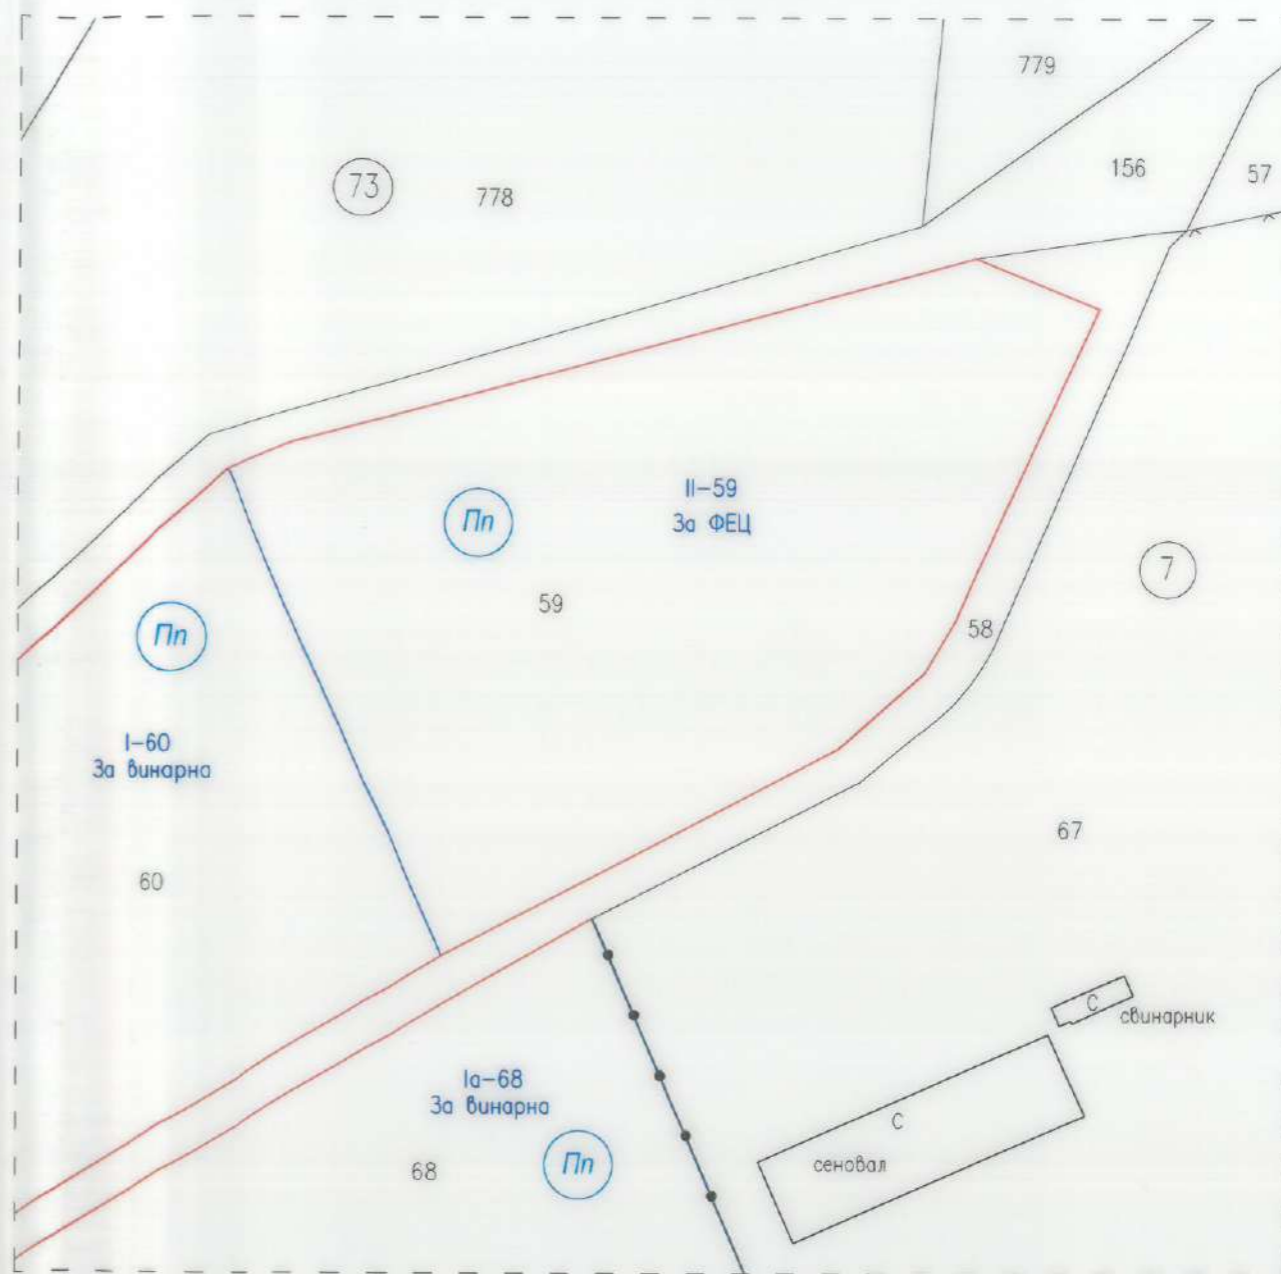 779
156
57
73
778
II-59
За ФЕЦ
Пп
7
59
58
Пп
I-60
За винарна
67
60
С
свинарник
Iа-68
За винарна
С
сеновал
Пп
68